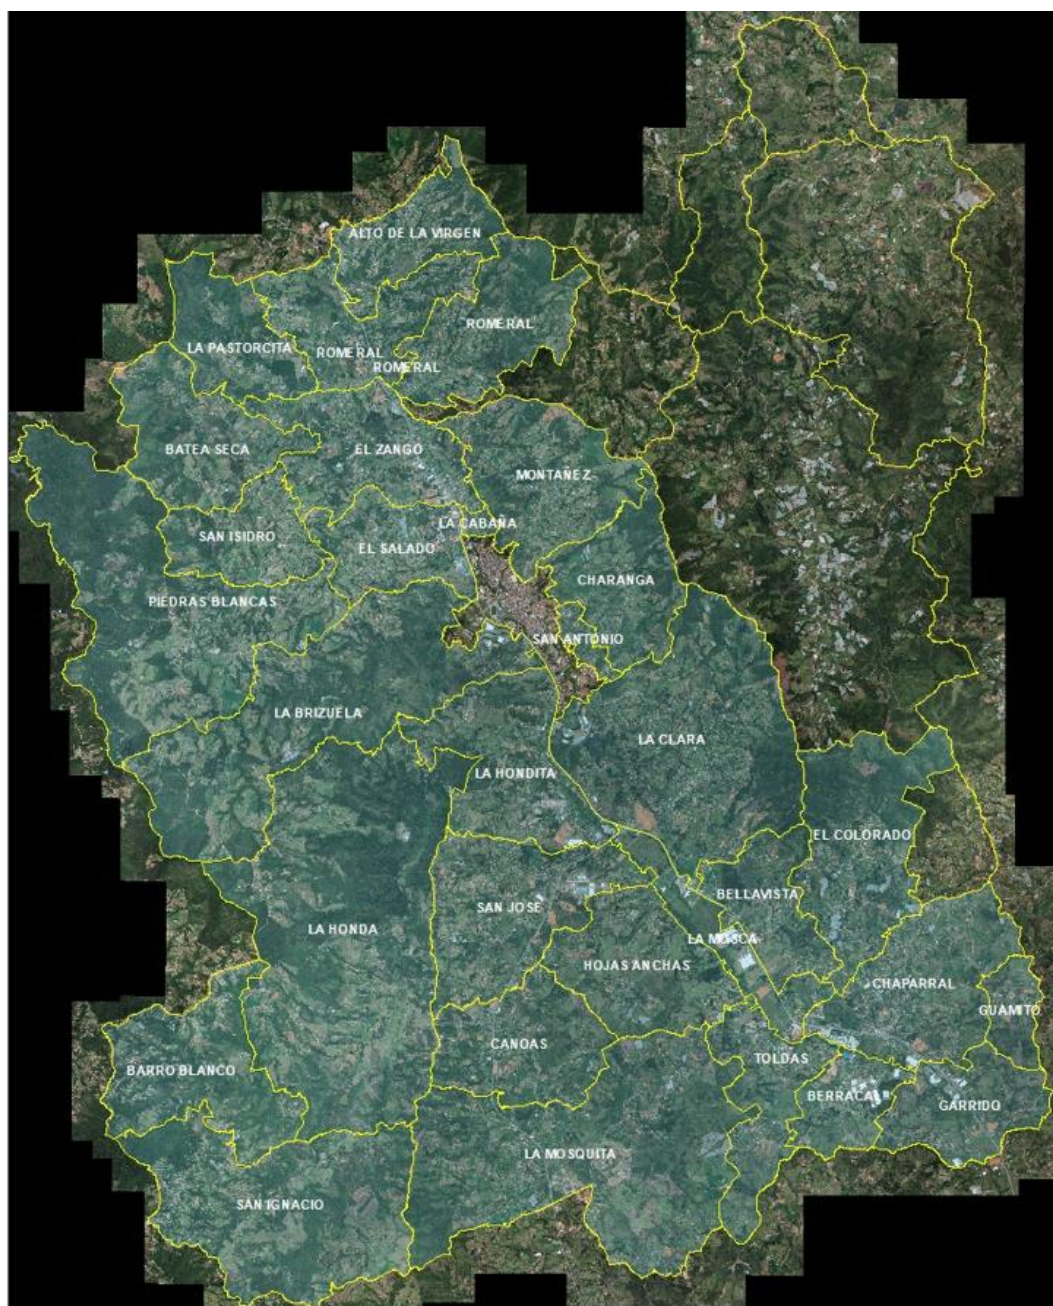 ALTO DE LA VIRGEN
ROMERAL
LA PASTORCITA
ROMERAL
ROMERAL
BATEA SECA
EL ZANGO
MONTAÑEZ
LA CABAÑA
SAN ISIDRO
EL SALADO
CHARANGA
PIEDRAS BLANCAS
SAN ANTONIO
LA BRIZUELA
LA CLARA
LA HONDITA
EL COLORADO
BELLAVISTA
SAN JOSE
LA HONDA
LA MOSCA
HOJAS ANCHAS
CHAPARRAL
GUAMITO
CANOAS
TOLDAS
BARRO BLANCO
BERRACAL
GARRIDO
LA MOSQUITA
SAN IGNACIO